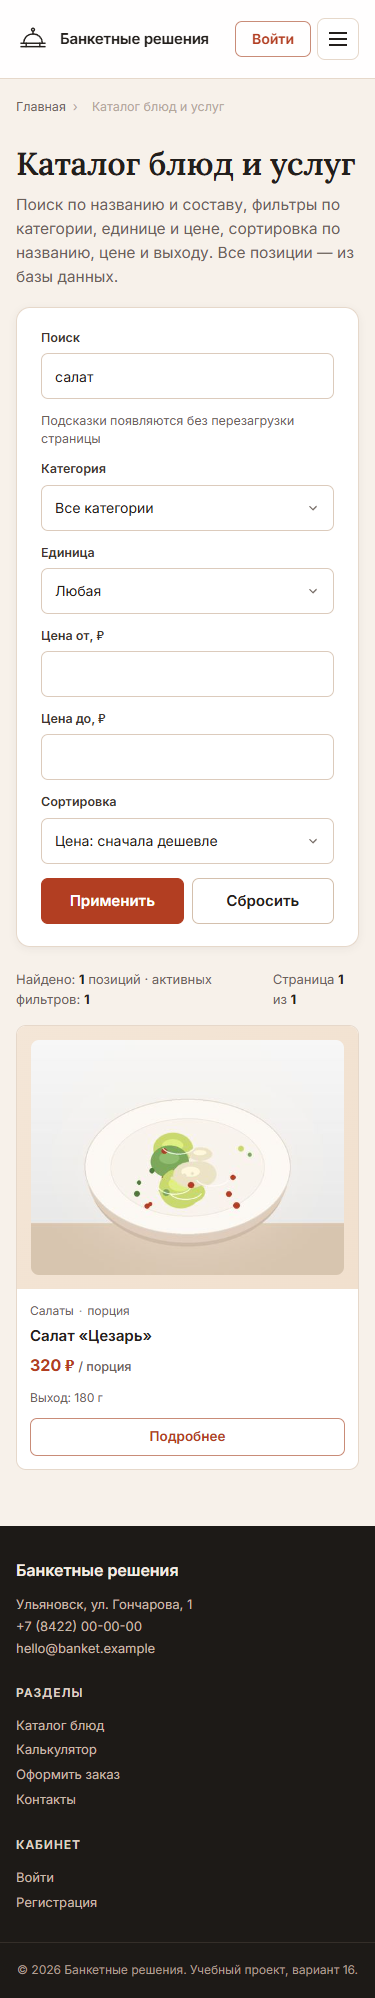 Банкетные решения
Войти
Главная › Каталог блюд и услуг
Каталог блюд и услуг
Поиск по названию и составу, фильтры по
категории, единице и цене, сортировка по
названию, цене и выходу. Все позиции — из
базы данных.
Поиск
салат
Подсказки появляются без перезагрузки
страницы
Категория
Все категории
Единица
Любая
Цена от, ₽
Цена до, ₽
Сортировка
Цена: сначала дешевле
Применить
Сбросить
Найдено: 1 позиций · активных
фильтров: 1
Страница 1
из 1
Салаты · порция
Салат «Цезарь»
320 ₽ / порция
Выход: 180 г
Подробнее
Банкетные решения
Ульяновск, ул. Гончарова, 1
+7 (8422) 00-00-00
hello@banket.example
РАЗДЕЛЫ
Каталог блюд
Калькулятор
Оформить заказ
Контакты
КАБИНЕТ
Войти
Регистрация
© 2026 Банкетные решения. Учебный проект, вариант 16.